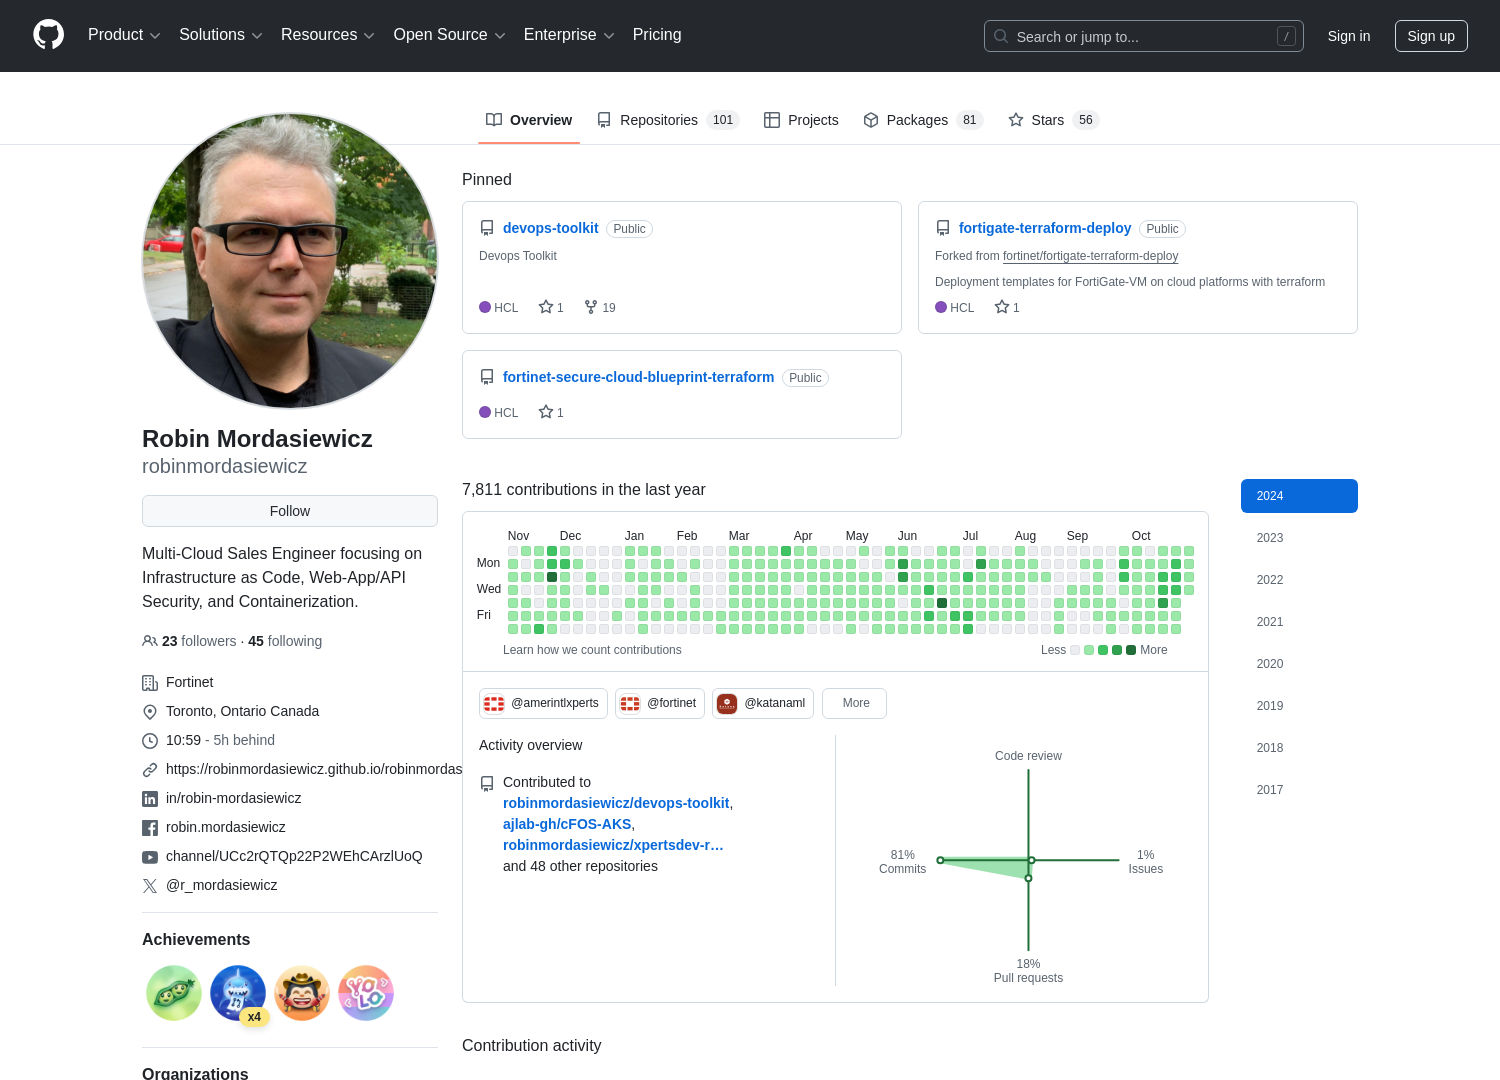 Product Solutions Resources Open Source Enterprise Pricing
Search or jump to... / Sign in Sign up
Overview Repositories 101 Projects Packages 81 Stars 56
Robin Mordasiewicz
robinmordasiewicz
Follow
Multi-Cloud Sales Engineer focusing on
Infrastructure as Code, Web-App/API
Security, and Containerization.
23 followers · 45 following
Fortinet
Toronto, Ontario Canada
10:59 - 5h behind
https://robinmordasiewicz.github.io/robinmordas
in/robin-mordasiewicz
robin.mordasiewicz
channel/UCc2rQTQp22P2WEhCArzlUoQ
@r_mordasiewicz
Achievements
YOLO
x4
Organizations
Pinned
devops-toolkit Public
Devops Toolkit
HCL 1 19
fortigate-terraform-deploy Public
Forked from fortinet/fortigate-terraform-deploy
Deployment templates for FortiGate-VM on cloud platforms with terraform
HCL 1
fortinet-secure-cloud-blueprint-terraform Public
HCL 1
7,811 contributions in the last year
Nov Dec Jan Feb Mar Apr May Jun Jul Aug Sep Oct
Mon
Wed
Fri
Learn how we count contributions
Less More
@amerintlxperts @fortinet @katanaml More
Activity overview
Contributed to
robinmordasiewicz/devops-toolkit,
ajlab-gh/cFOS-AKS,
robinmordasiewicz/xpertsdev-r…
and 48 other repositories
Code review
81%
Commits
1%
Issues
18%
Pull requests
2024
2023
2022
2021
2020
2019
2018
2017
Contribution activity